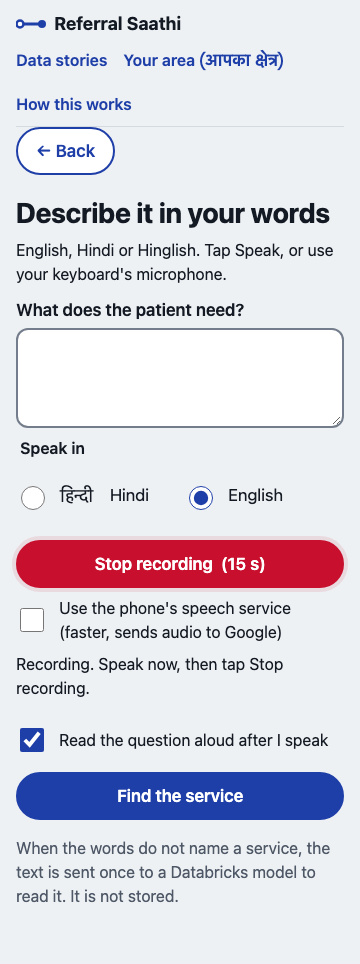 Referral Saathi
Data stories Your area (आपका क्षेत्र)
How this works
← Back
Describe it in your words
English, Hindi or Hinglish. Tap Speak, or use
your keyboard's microphone.
What does the patient need?
Speak in
हिन्दी Hindi English
Stop recording (15 s)
Use the phone's speech service
(faster, sends audio to Google)
Recording. Speak now, then tap Stop
recording.
Read the question aloud after I speak
Find the service
When the words do not name a service, the
text is sent once to a Databricks model to
read it. It is not stored.